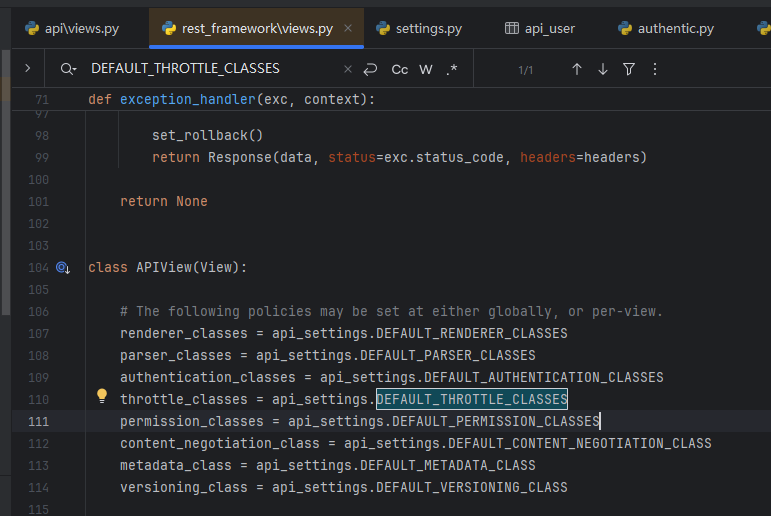 api\views.py rest_framework\views.py × settings.py api_user authentic.py
DEFAULT_THROTTLE_CLASSES × Cc W .* 1/1
71 def exception_handler(exc, context):
97
98 set_rollback()
99 return Response(data, status=exc.status_code, headers=headers)
100
101 return None
102
103
104 class APIView(View):
105
106 # The following policies may be set at either globally, or per-view.
107 renderer_classes = api_settings.DEFAULT_RENDERER_CLASSES
108 parser_classes = api_settings.DEFAULT_PARSER_CLASSES
109 authentication_classes = api_settings.DEFAULT_AUTHENTICATION_CLASSES
110 throttle_classes = api_settings.DEFAULT_THROTTLE_CLASSES
111 permission_classes = api_settings.DEFAULT_PERMISSION_CLASSES
112 content_negotiation_class = api_settings.DEFAULT_CONTENT_NEGOTIATION_CLASS
113 metadata_class = api_settings.DEFAULT_METADATA_CLASS
114 versioning_class = api_settings.DEFAULT_VERSIONING_CLASS
115